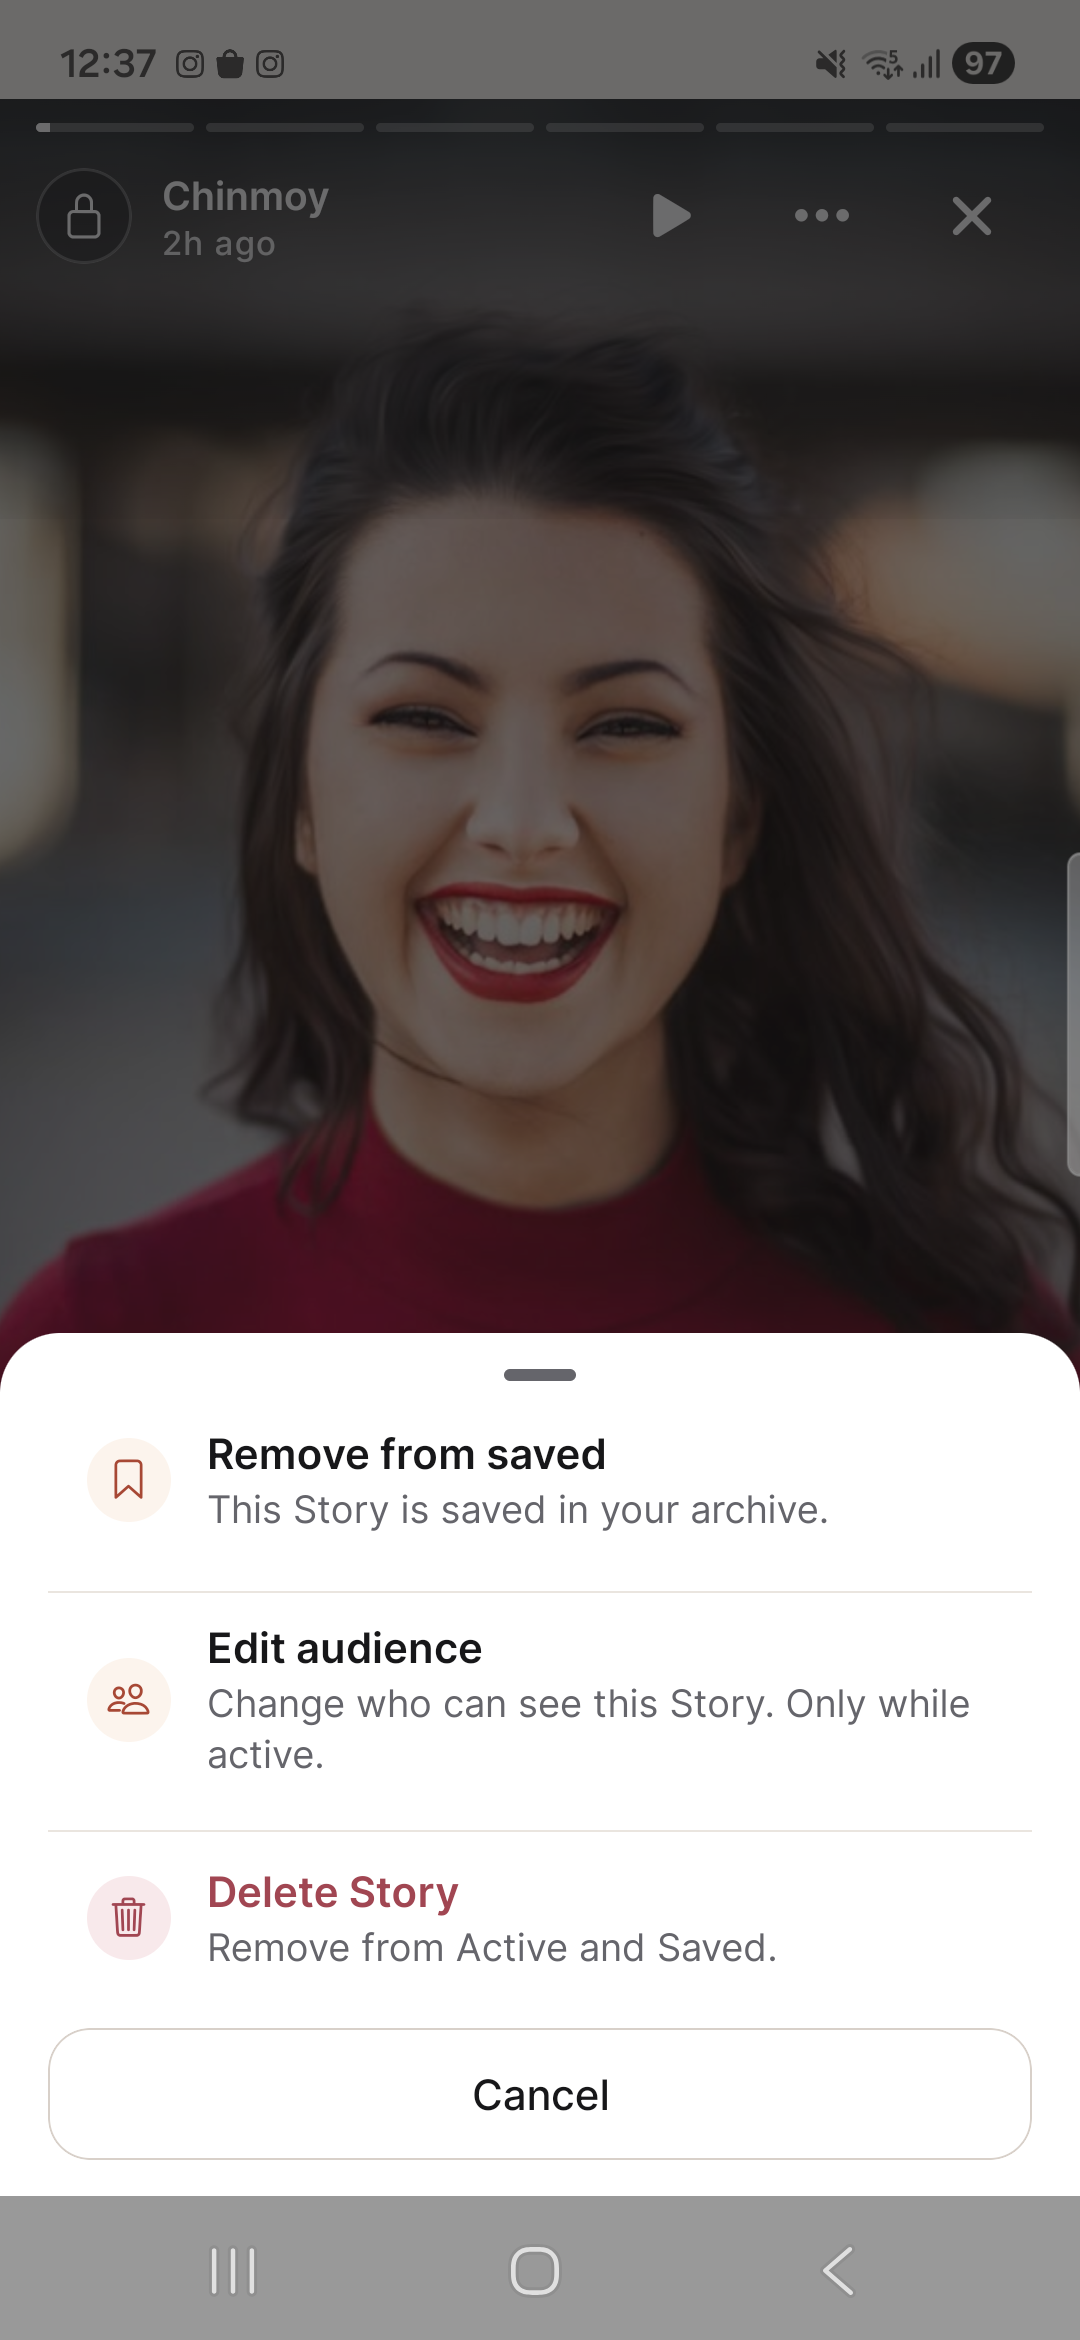 12:37
5
97
Chinmoy
2h ago
Remove from saved
This Story is saved in your archive.
Edit audience
Change who can see this Story. Only while
active.
Delete Story
Remove from Active and Saved.
Cancel